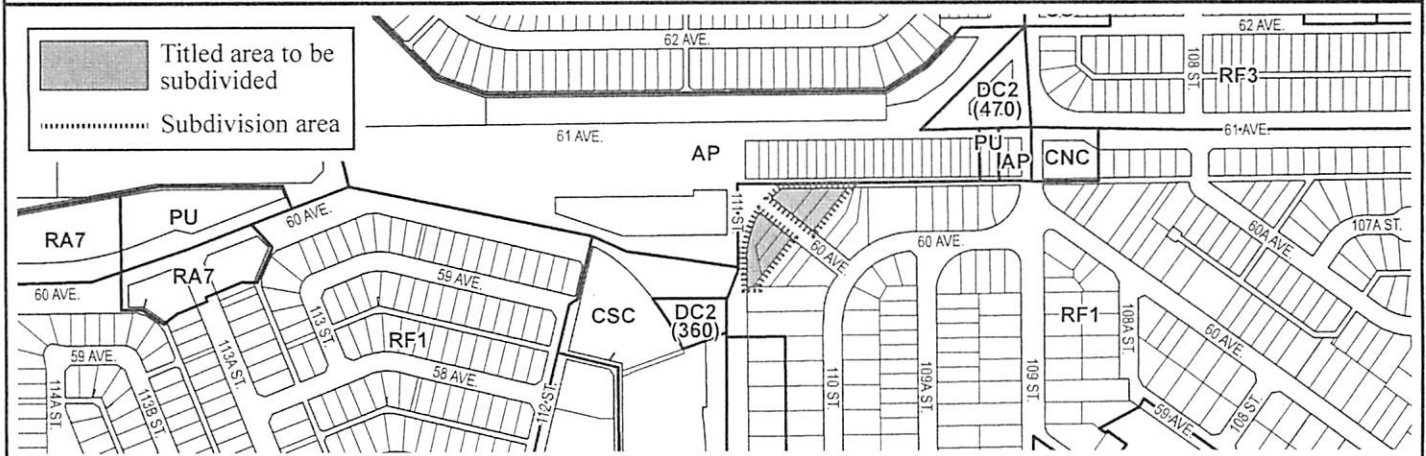 Titled area to be
subdivided
Subdivision area
62 AVE.
62 AVE.
108 ST.
RF3
DC2
(470)
61 AVE.
61 AVE.
AP
PU
AP
CNC
PU
RA7
60 AVE.
111 ST.
60 AVE.
60 AVE.
60A AVE.
107A ST.
RA7
60 AVE.
59 AVE.
CSC
DC2
(360)
113 ST.
RF1
RF1
108A ST.
60 AVE.
59 AVE.
113A ST.
58 AVE.
112 ST.
110 ST.
109A ST.
109 ST.
114A ST.
113B ST.
108 ST.
59 AVE.